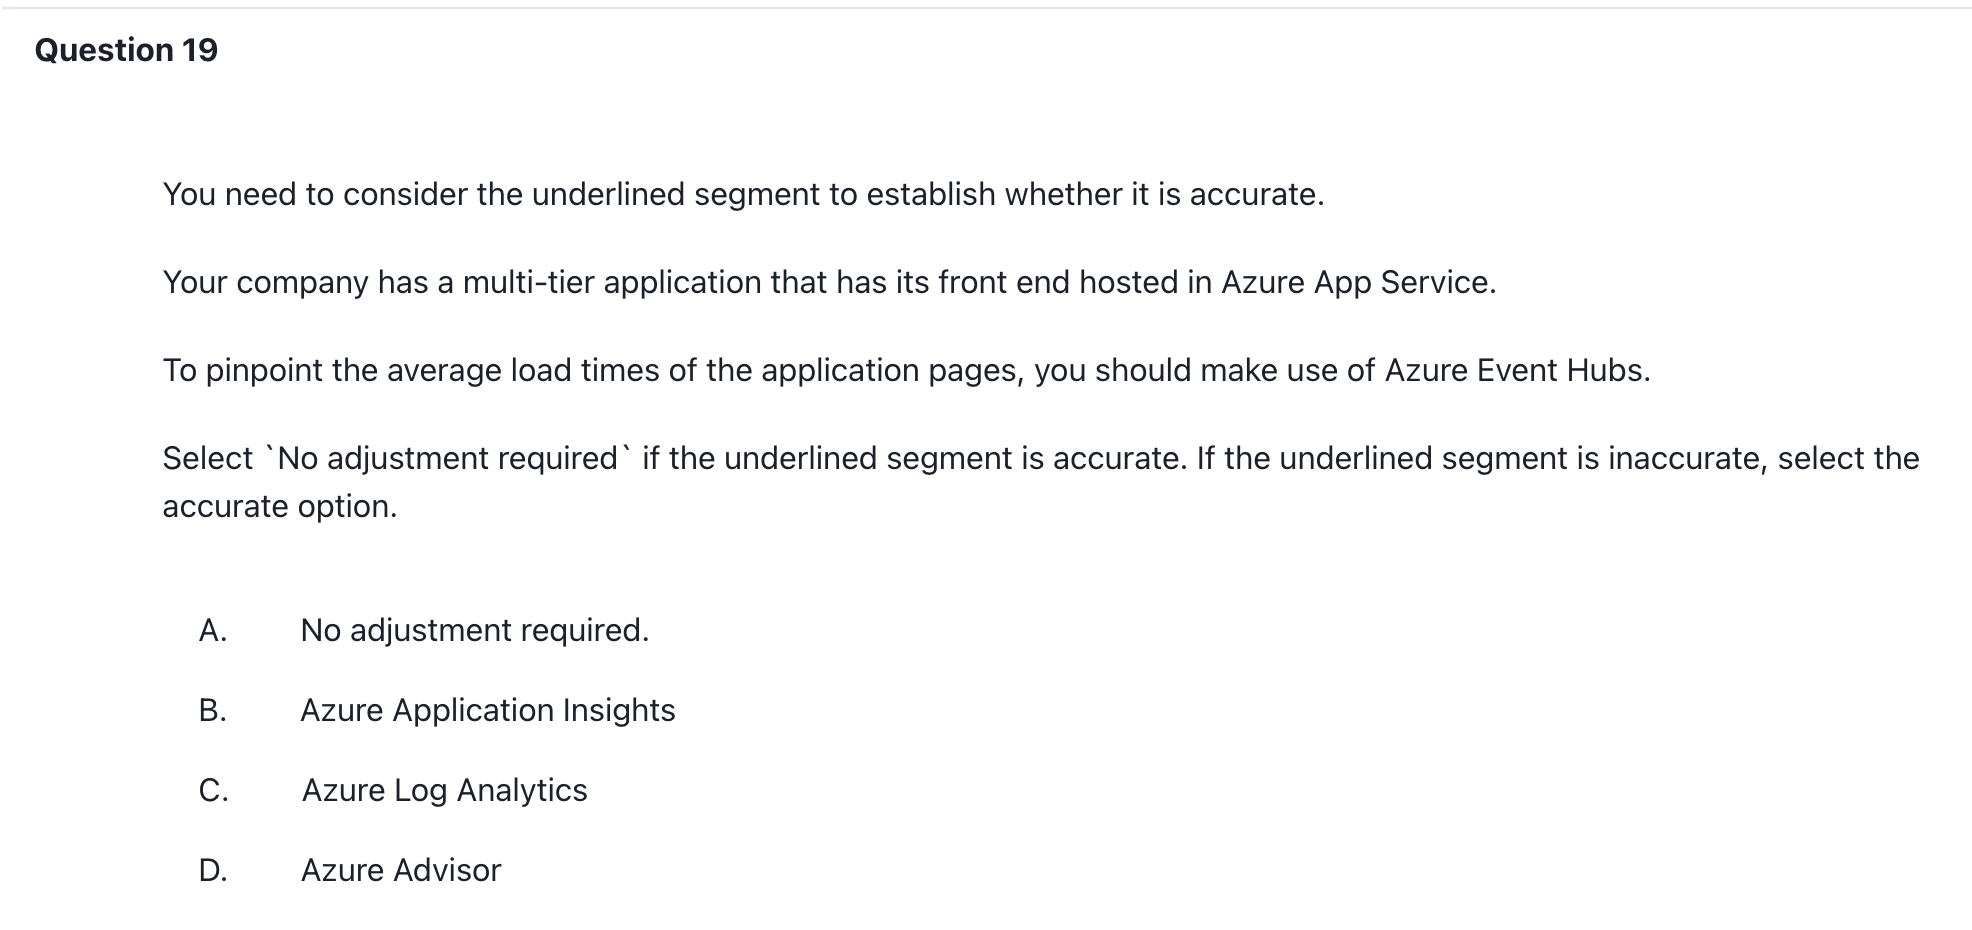 Question 19
You need to consider the underlined segment to establish whether it is accurate.
Your company has a multi-tier application that has its front end hosted in Azure App Service.
To pinpoint the average load times of the application pages, you should make use of Azure Event Hubs.
Select `No adjustment required` if the underlined segment is accurate. If the underlined segment is inaccurate, select the
accurate option.
A. No adjustment required.
B. Azure Application Insights
C. Azure Log Analytics
D. Azure Advisor